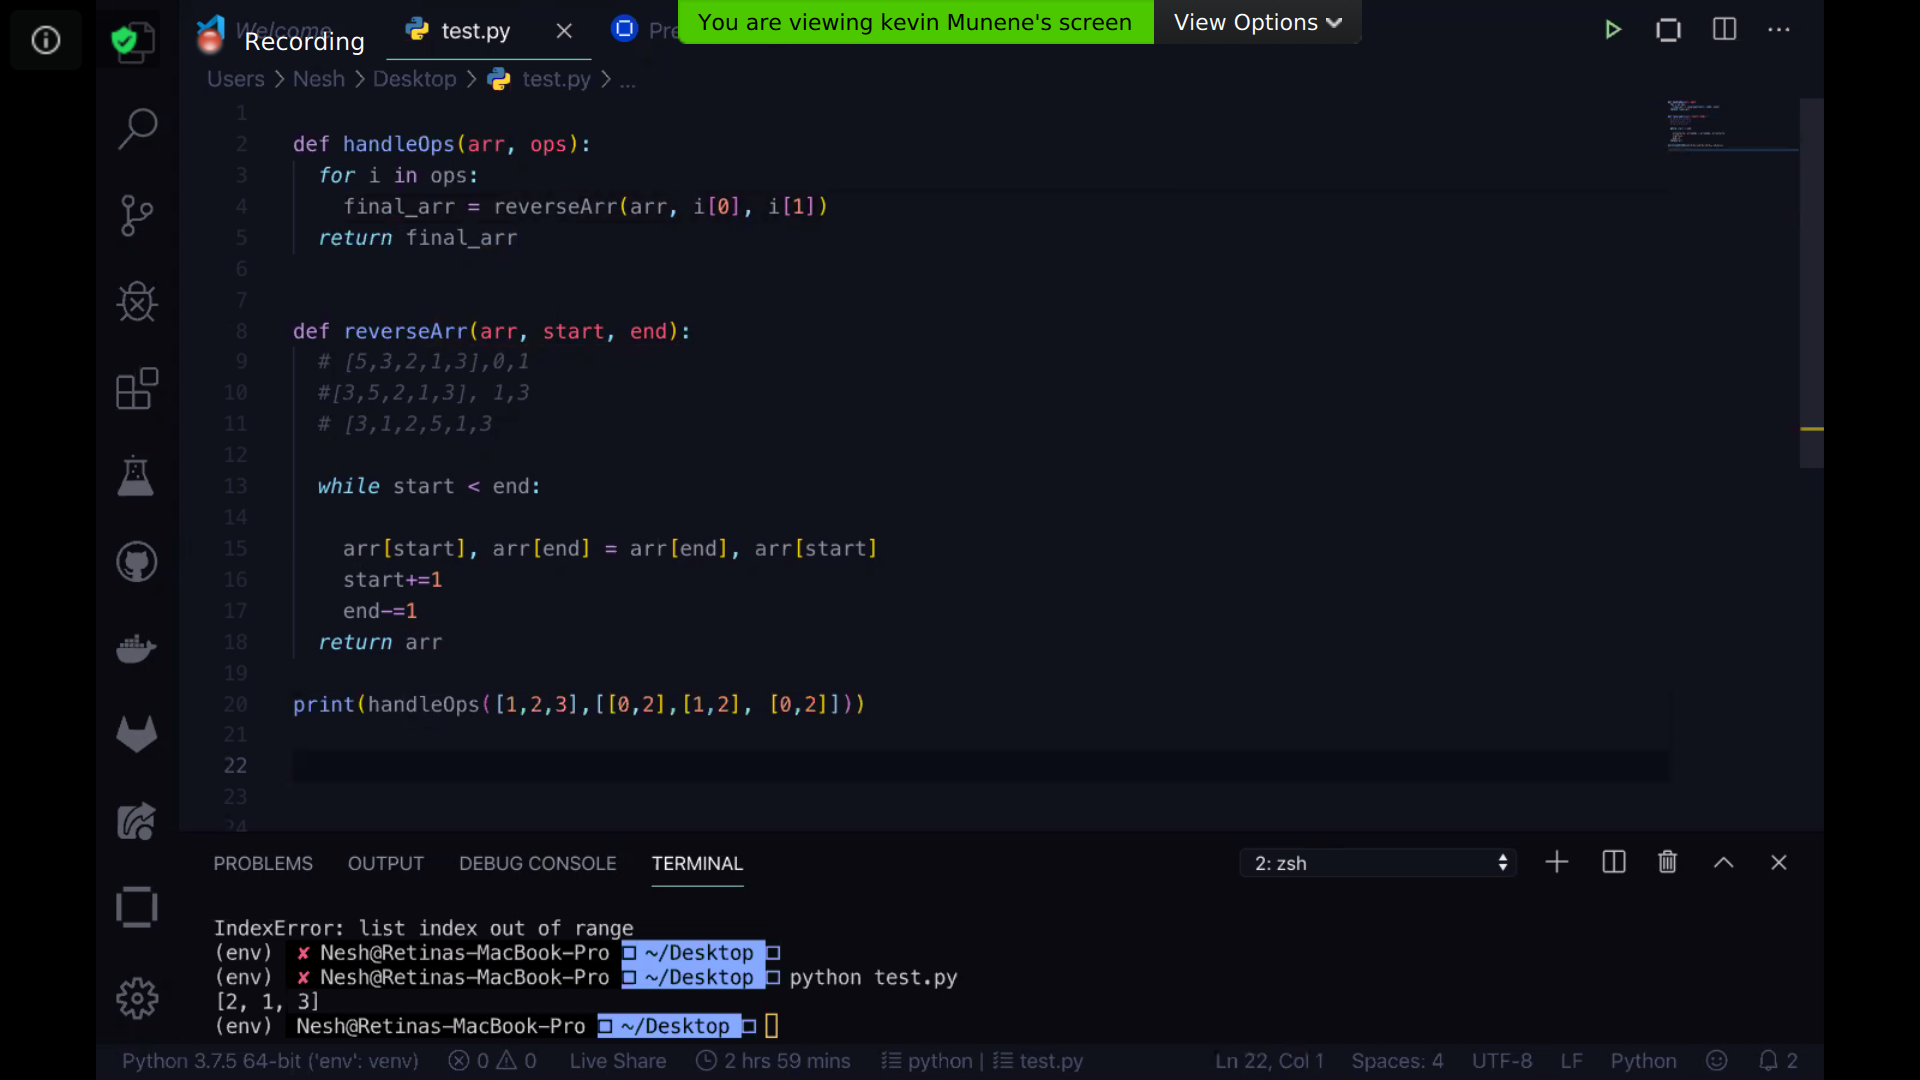 Welcome
Recording
test.py
You are viewing kevin Munene's screen
View Options
Users > Nesh > Desktop > test.py > ...
1
2 def handleOps(arr, ops):
3 for i in ops:
4 final_arr = reverseArr(arr, i[0], i[1])
5 return final_arr
6
7
8 def reverseArr(arr, start, end):
9 # [5,3,2,1,3],0,1
10 #[3,5,2,1,3], 1,3
11 # [3,1,2,5,1,3
12
13 while start < end:
14
15 arr[start], arr[end] = arr[end], arr[start]
16 start+=1
17 end-=1
18 return arr
19
20 print(handleOps([1,2,3],[[0,2],[1,2], [0,2]]))
21
22
23
24
PROBLEMS OUTPUT DEBUG CONSOLE TERMINAL
2: zsh
IndexError: list index out of range
(env) ✘ Nesh@Retinas-MacBook-Pro ~/Desktop
(env) ✘ Nesh@Retinas-MacBook-Pro ~/Desktop python test.py
[2, 1, 3]
(env) Nesh@Retinas-MacBook-Pro ~/Desktop
Python 3.7.5 64-bit ('env': venv) 0 0 Live Share 2 hrs 59 mins python | test.py Ln 22, Col 1 Spaces: 4 UTF-8 LF Python 2